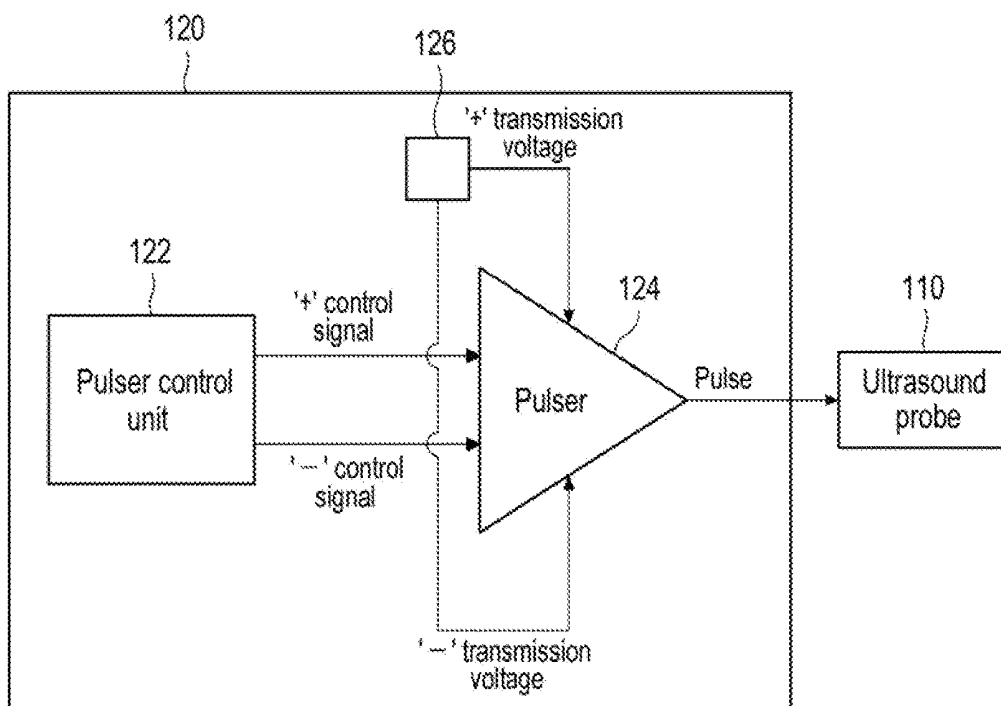 120
126
'+' transmission
voltage
122
'+' control
signal
124
110
Pulser control
unit
Pulser
Pulse
Ultrasound
probe
'–' control
signal
'–' transmission
voltage